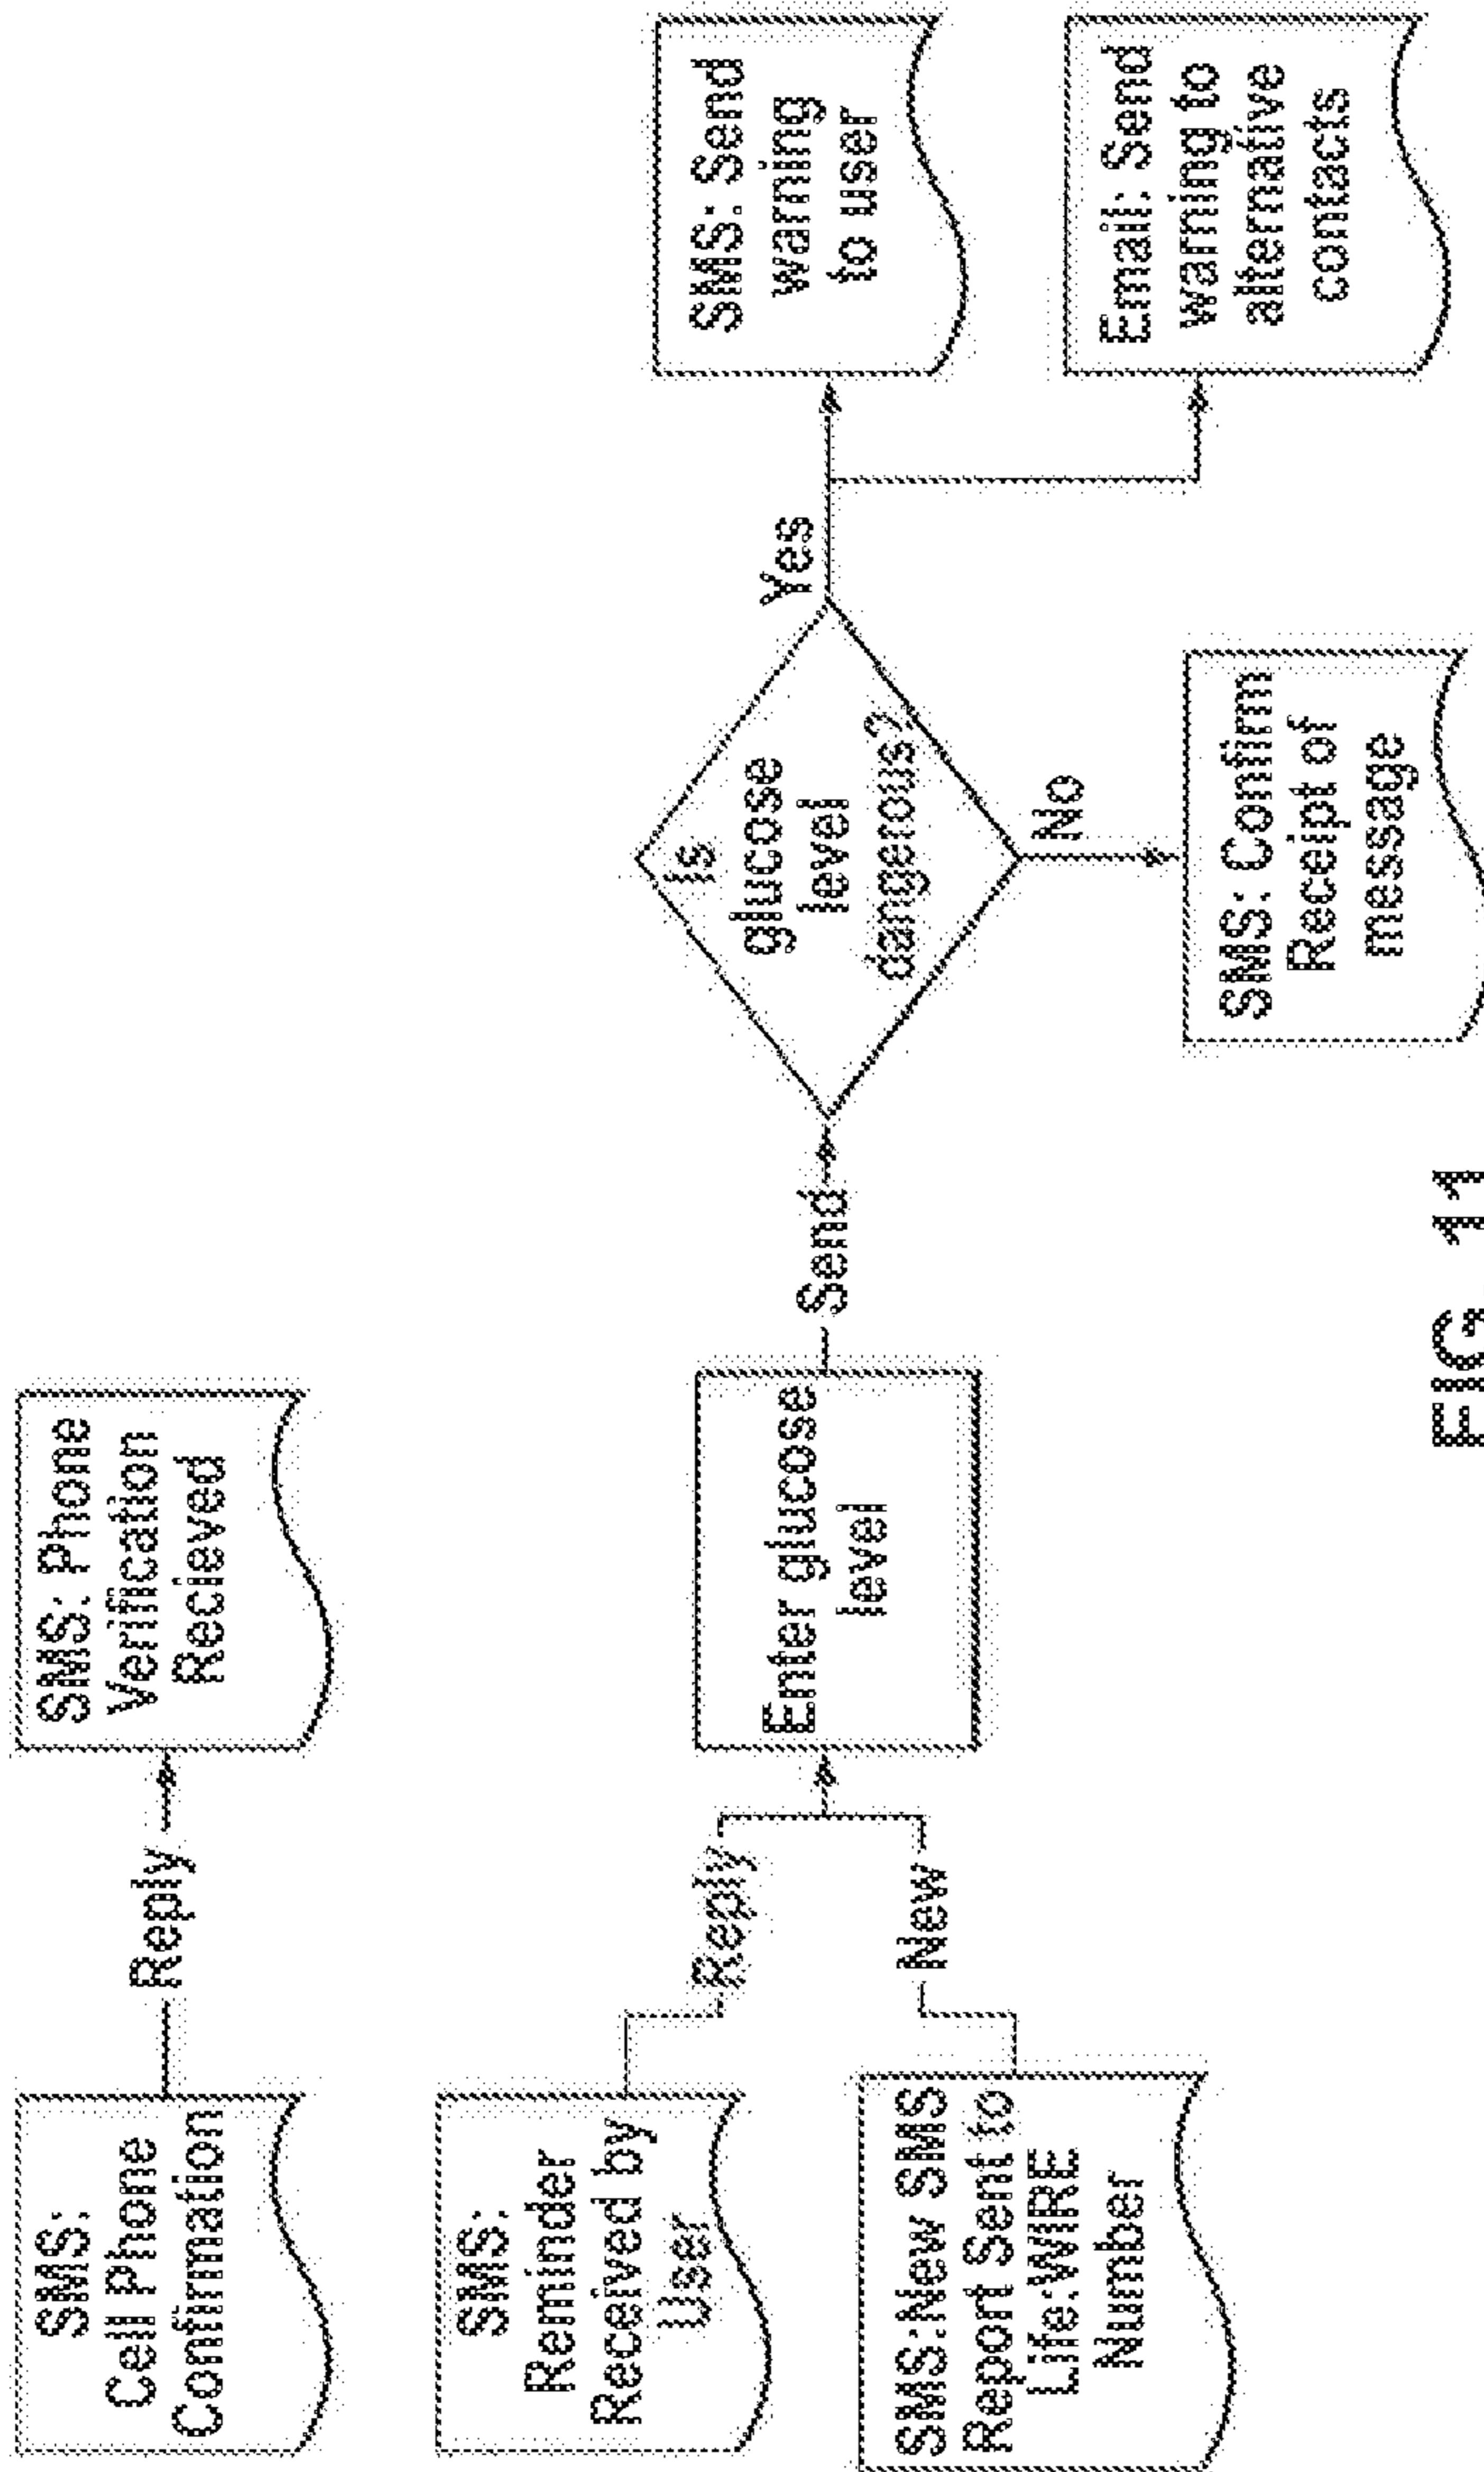 SMS:
Cell Phone
Confirmation
Reply
SMS: Phone
Verification
Recieved
SMS:
Reminder
Received by
User
Reply
SMS:New SMS
Report Sent to
Life:WIRE
Number
New
Enter glucose
level
Send
Is
glucose
level
dangerous?
Yes
No
SMS: Send
warning
to user
Email: Send
warning to
alternative
contacts
SMS: Confirm
Receipt of
message
FIG. 11